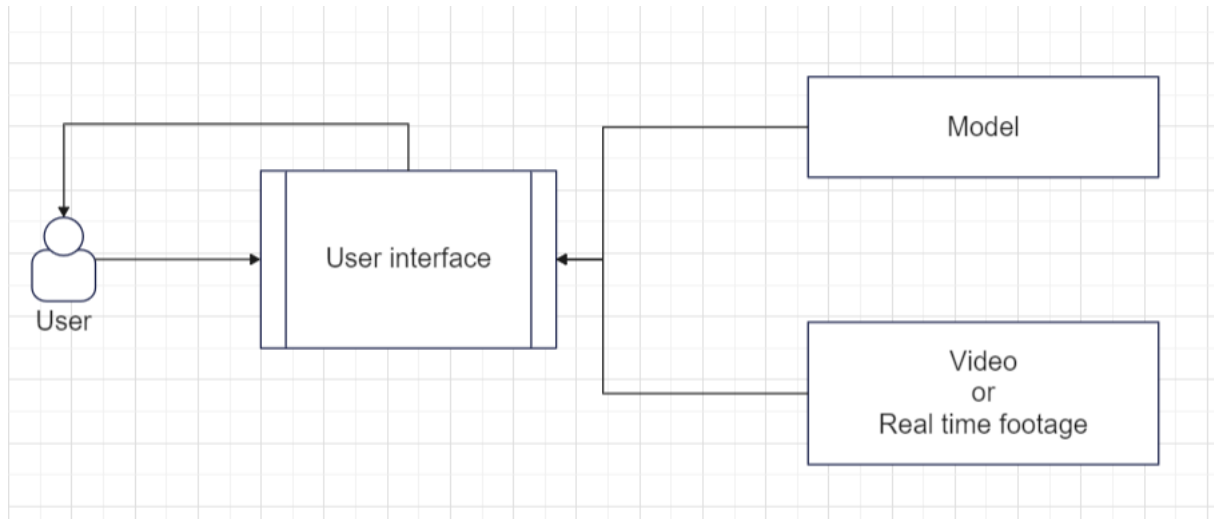 Model
User interface
User
Video
or
Real time footage